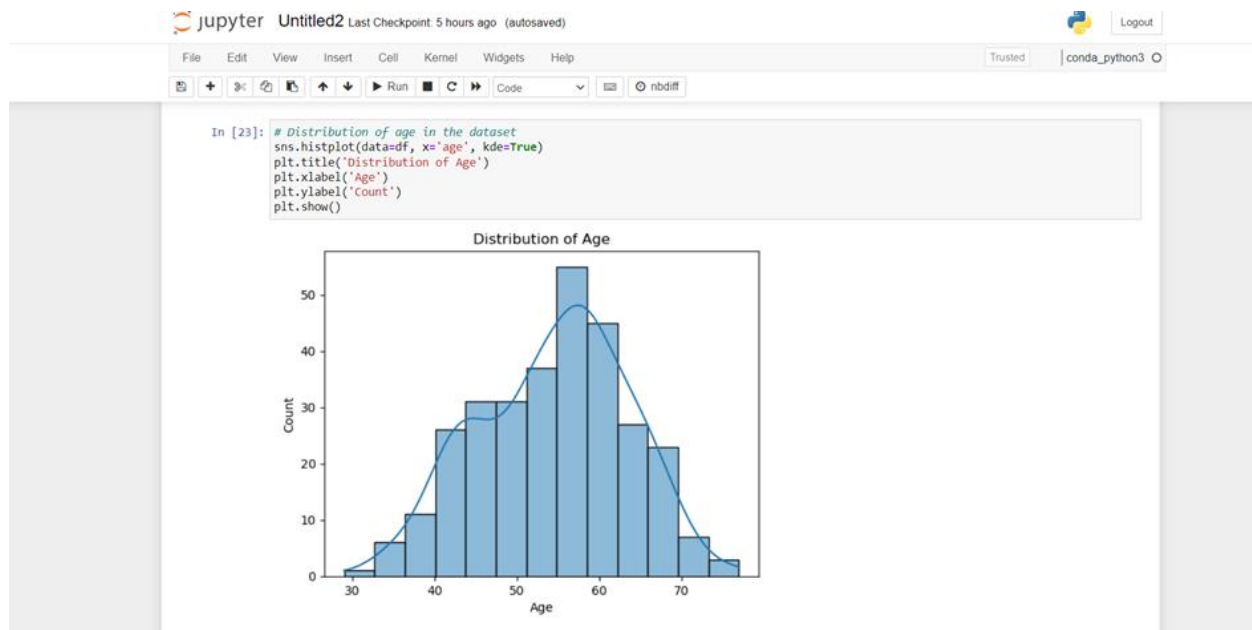 jupyter Untitled2 Last Checkpoint: 5 hours ago (autosaved)
Logout
File Edit View Insert Cell Kernel Widgets Help
Trusted
conda_python3
Run
Code
nbdiff
In [23]: # Distribution of age in the dataset
sns.histplot(data=df, x='age', kde=True)
plt.title('Distribution of Age')
plt.xlabel('Age')
plt.ylabel('Count')
plt.show()
Distribution of Age
50
40
30
20
10
0
Count
30 40 50 60 70
Age